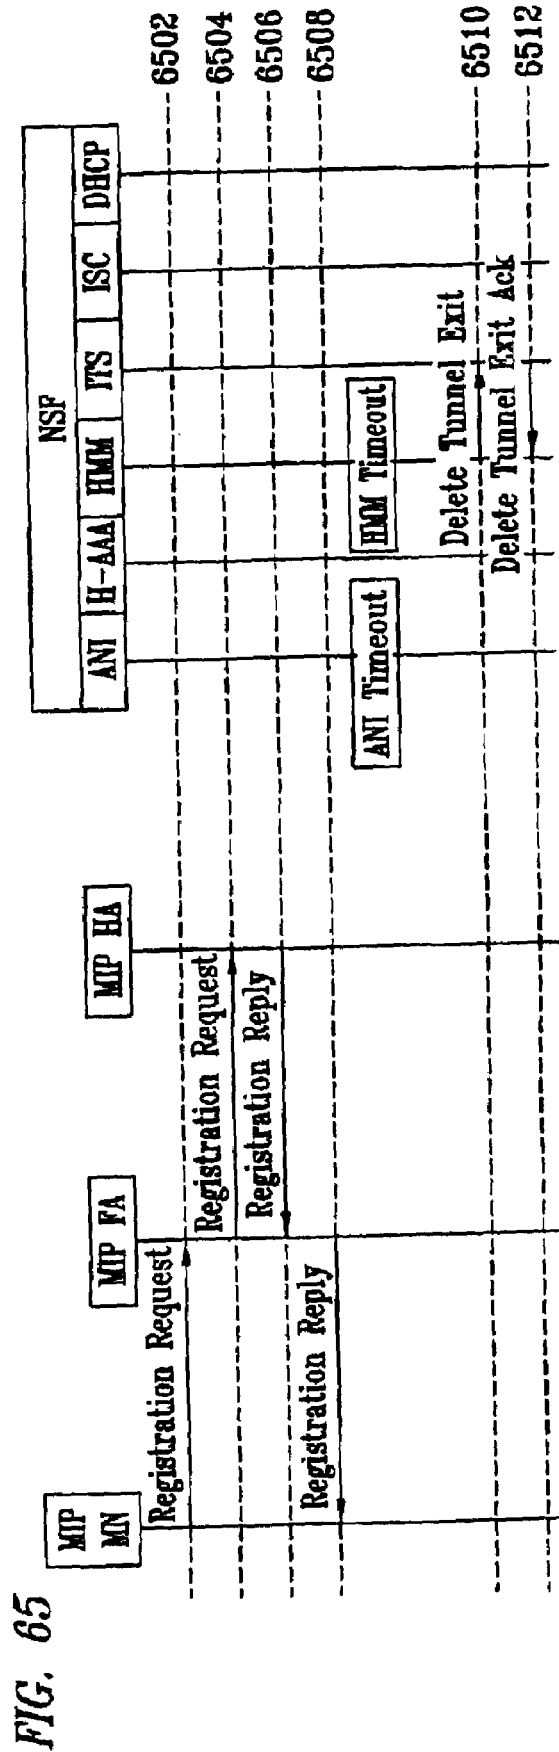 FIG. 65
MIP
MN
MIP FA
MIP HA
NSF
ANI
H-AAA
HMM
ITS
ISC
DHCP
Registration Request
6502
Registration Request
6504
Registration Reply
6506
Registration Reply
6508
ANI Timeout
HMM Timeout
Delete Tunnel Exit
6510
Delete Tunnel Exit Ack
6512